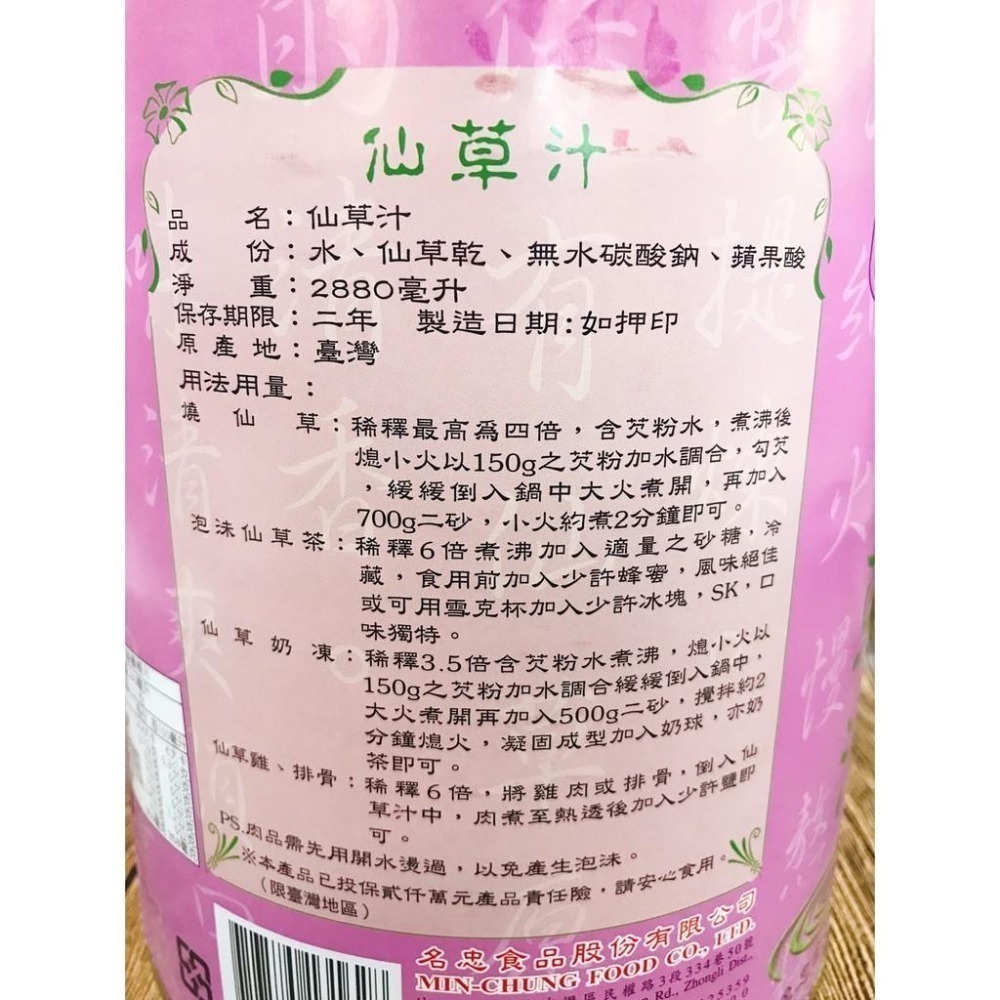 仙草汁
品名：仙草汁
成份：水、仙草乾、無水碳酸鈉、蘋果酸
淨重：2880毫升
保存期限：二年 製造日期：如押印
原產地：臺灣
用法用量：
燒仙草：稀釋最高為四倍，含芡粉水，煮沸後
熄小火以150g之芡粉加水調合，勾芡
，緩緩倒入鍋中大火煮開，再加入
700g二砂，小火約煮2分鐘即可。
泡沫仙草茶：稀釋6倍煮沸加入適量之砂糖，冷
藏，食用前加入少許蜂蜜，風味絕佳
或可用雪克杯加入少許冰塊，SK，口
味獨特。
仙草奶凍：稀釋3.5倍含芡粉水煮沸，熄小火以
150g之芡粉加水調合緩緩倒入鍋中，
大火煮開再加入500g二砂，攪拌約2
分鐘熄火，凝固成型加入奶球，亦奶
茶即可。
仙草雞、排骨：稀釋6倍，將雞肉或排骨，倒入仙
草汁中，肉煮至熱透後加入少許鹽即
可。
PS.肉品需先用開水燙過，以免產生泡沫。
※本產品已投保貳仟萬元產品責任險，請安心食用。
（限臺灣地區）
名忠食品股份有限公司
MIN-CHUNG FOOD CO., LTD.
區民權路3段334巷50號
Rd., Zhongli Dist.,